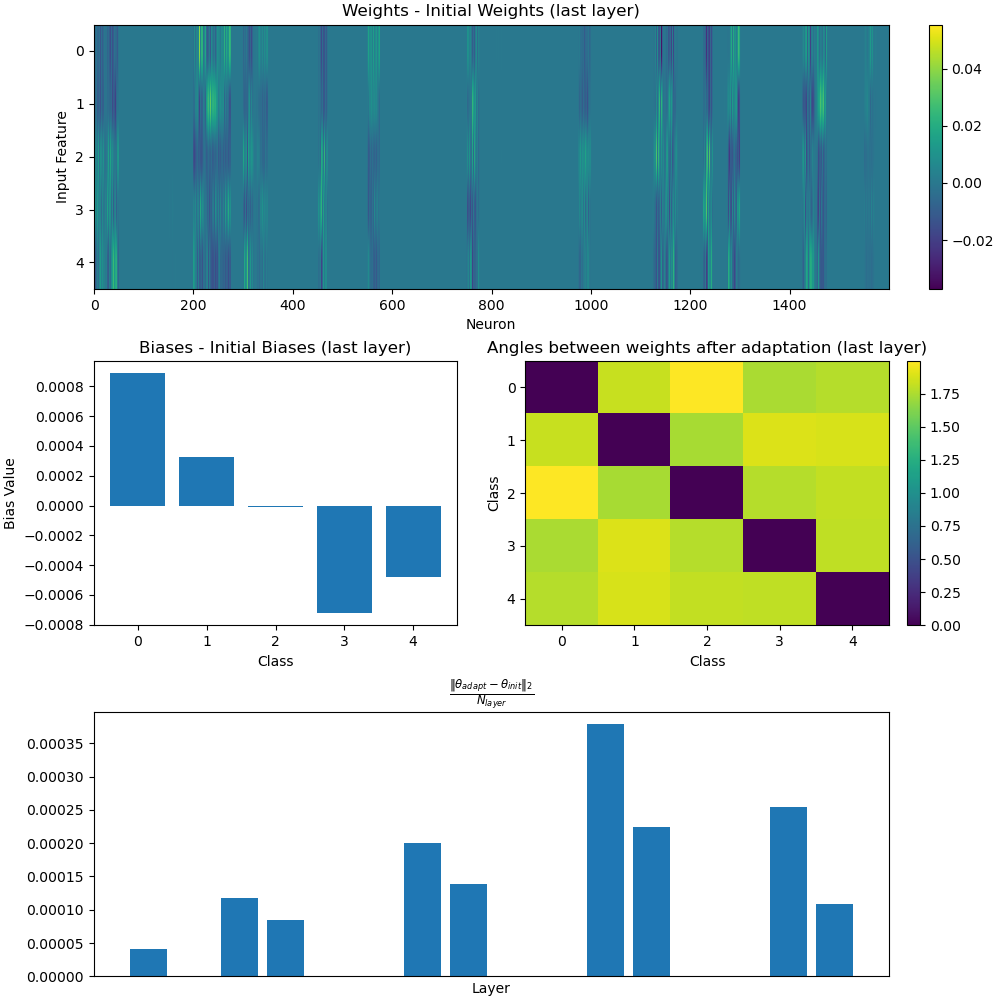 Weights - Initial Weights (last layer)
Input Feature
0
1
2
3
4
0 200 400 600 800 1000 1200 1400
Neuron
0.04
0.02
0.00
−0.02
Biases - Initial Biases (last layer)
Bias Value
0.0008
0.0006
0.0004
0.0002
0.0000
−0.0002
−0.0004
−0.0006
−0.0008
0 1 2 3 4
Class
Angles between weights after adaptation (last layer)
Class
0
1
2
3
4
0 1 2 3 4
Class
1.75
1.50
1.25
1.00
0.75
0.50
0.25
0.00
‖θadapt − θinit‖2
Nlayer
0.00035
0.00030
0.00025
0.00020
0.00015
0.00010
0.00005
0.00000
Layer